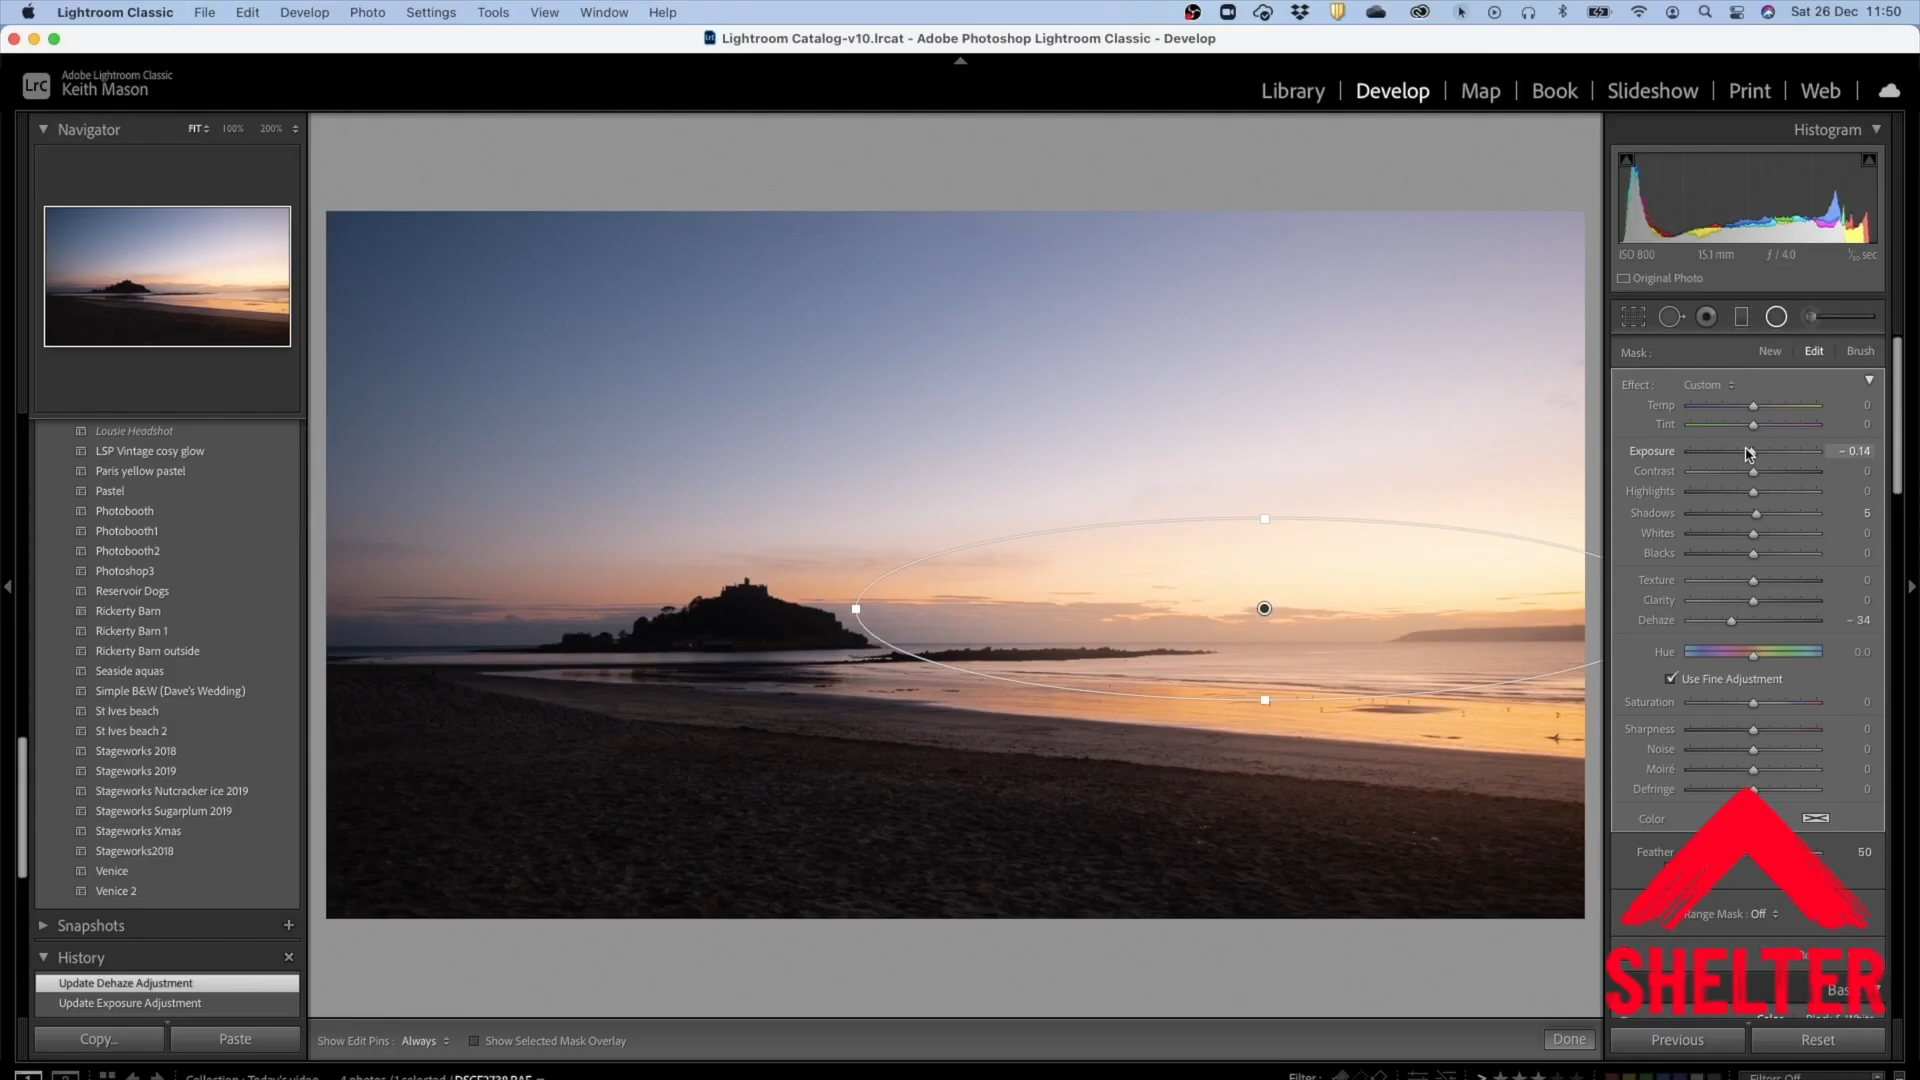 Lightroom Classic File Edit Develop Photo Settings Tools View Window Help Sat 26 Dec 11:50
Lightroom Catalog-v10.lrcat - Adobe Photoshop Lightroom Classic - Develop
LrC Adobe Lightroom Classic
Keith Mason
Library | Develop | Map | Book | Slideshow | Print | Web |
Navigator FIT 100% 200%
Lousie Headshot
LSP Vintage cosy glow
Paris yellow pastel
Pastel
Photobooth
Photobooth1
Photobooth2
Photoshop3
Reservoir Dogs
Rickerty Barn
Rickerty Barn 1
Rickerty Barn outside
Seaside aquas
Simple B&W (Dave's Wedding)
St Ives beach
St Ives beach 2
Stageworks 2018
Stageworks 2019
Stageworks Nutcracker ice 2019
Stageworks Sugarplum 2019
Stageworks Xmas
Stageworks2018
Venice
Venice 2
Snapshots +
History
Update Dehaze Adjustment
Update Exposure Adjustment
Copy... Paste
Show Edit Pins : Always Show Selected Mask Overlay Done
Histogram
ISO 800 15.1 mm ƒ / 4.0 1/30 sec
Original Photo
Mask : New Edit Brush
Effect : Custom
Temp 0
Tint 0
Exposure – 0.14
Contrast 0
Highlights 0
Shadows 5
Whites 0
Blacks 0
Texture 0
Clarity 0
Dehaze – 34
Hue 0.0
Use Fine Adjustment
Saturation 0
Sharpness 0
Noise 0
Moiré 0
Defringe 0
Color
Feather 50
Range Mask : Off
SHELTER
Previous Reset